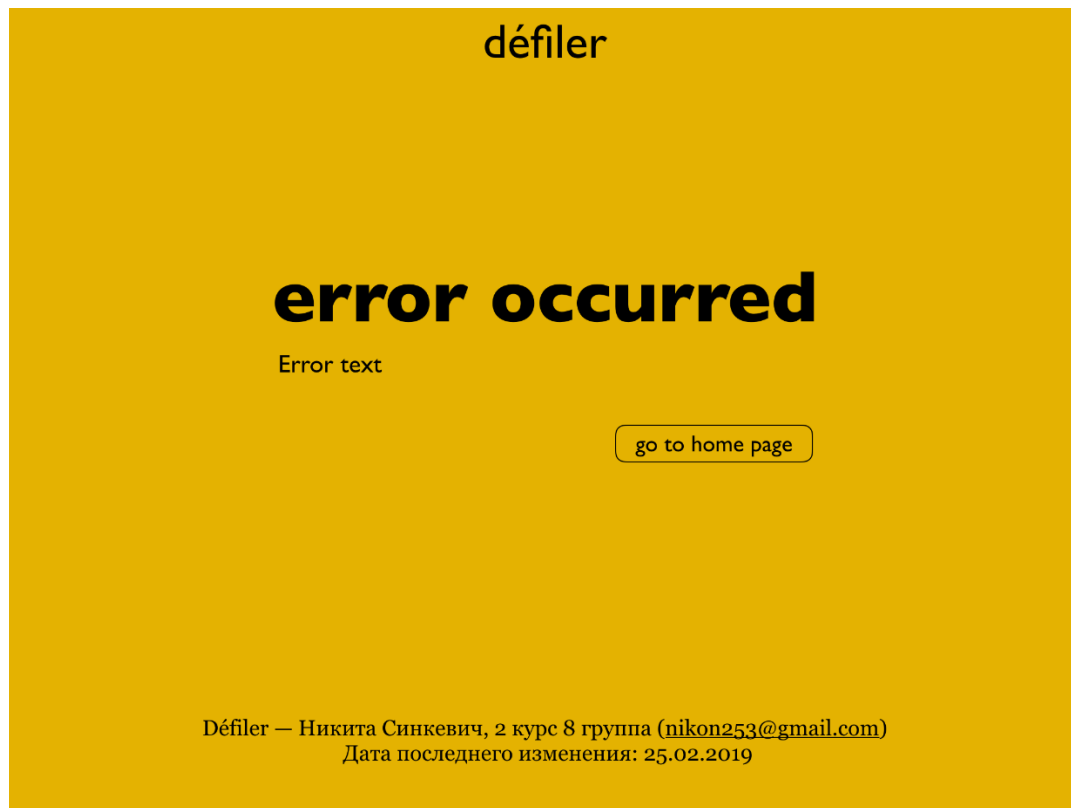 défiler
error occurred
Error text
go to home page
Défiler — Никита Синкевич, 2 курс 8 группа (nikon253@gmail.com)
Дата последнего изменения: 25.02.2019